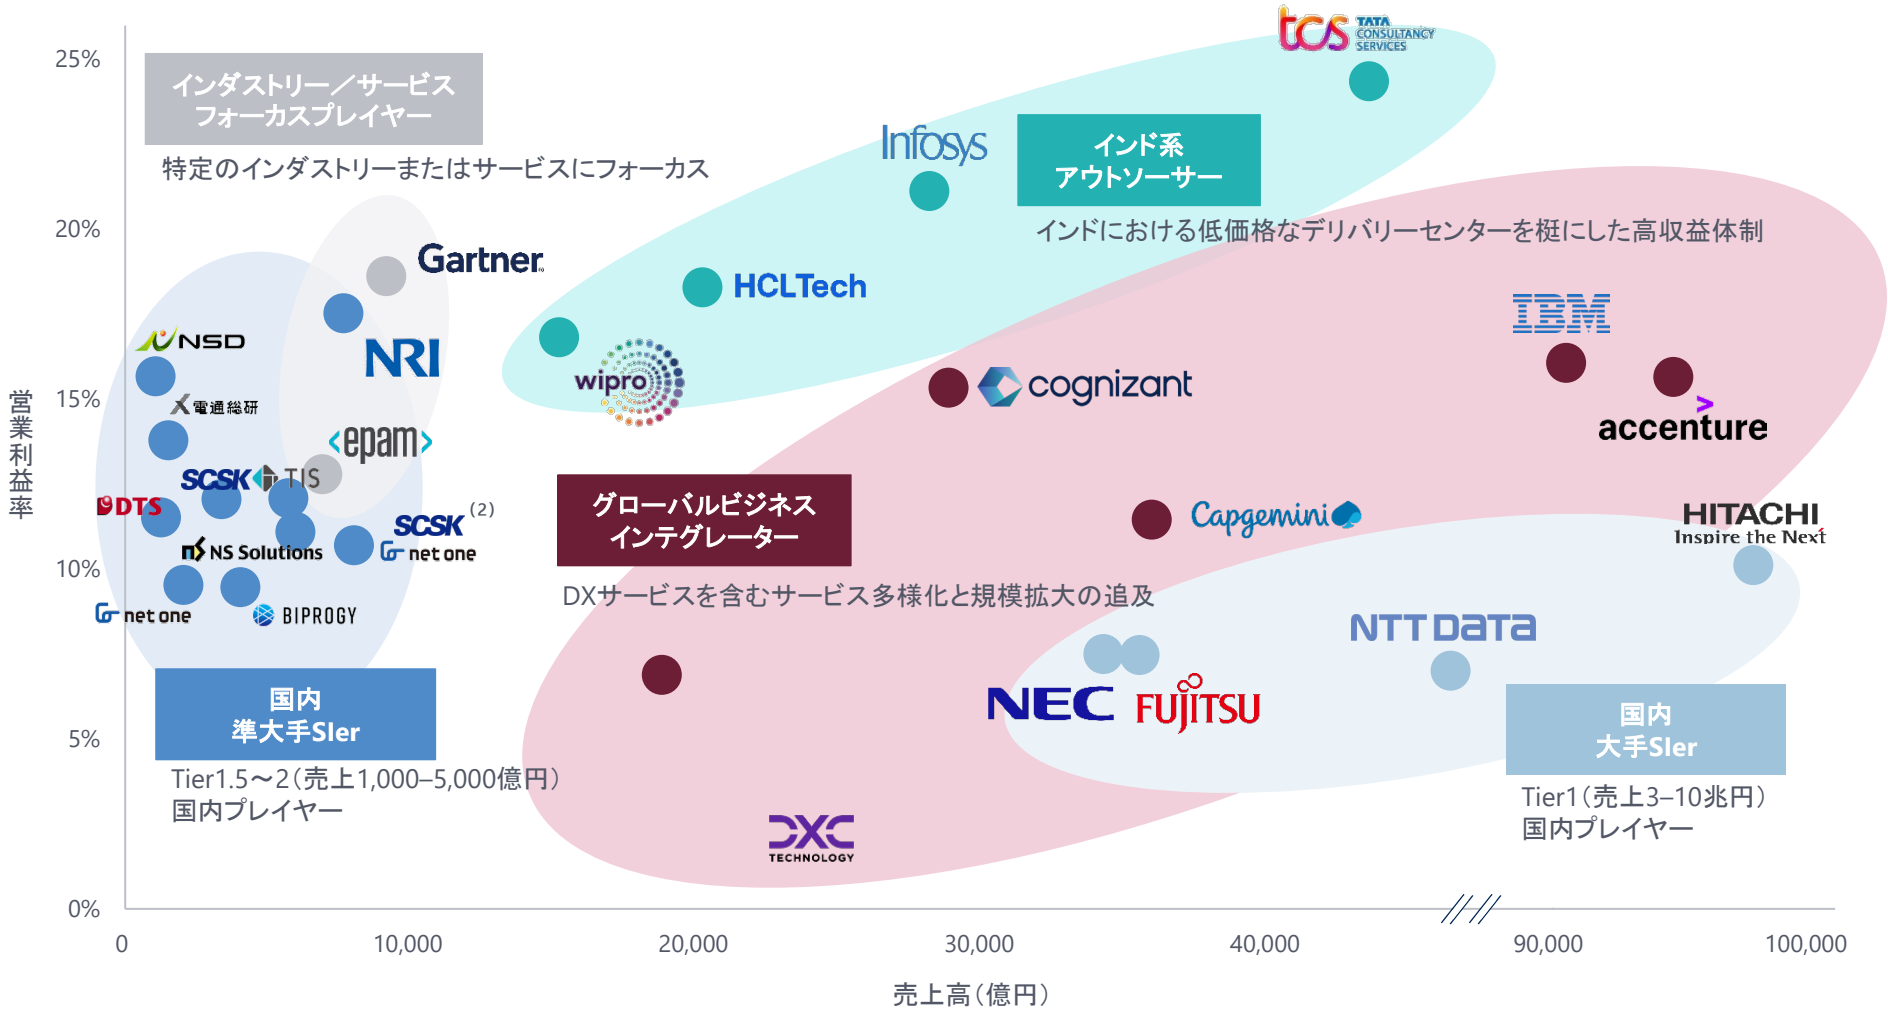 25%
20%
15%
10%
5%
0%
営業利益率
インダストリー／サービス
フォーカスプレイヤー
特定のインダストリーまたはサービスにフォーカス
tcs TATA
CONSULTANCY
SERVICES
Infosys
インド系
アウトソーサー
インドにおける低価格なデリバリーセンターを梃にした高収益体制
Gartner
HCLTech
wipro
NSD
NRI
電通総研
epam
SCSK
TIS
DTS
SCSK (2)
net one
NS Solutions
net one
BIPROGY
IBM
cognizant
accenture
グローバルビジネス
インテグレーター
DXサービスを含むサービス多様化と規模拡大の追及
Capgemini
HITACHI
Inspire the Next
NTT DATA
NEC
FUJITSU
国内
準大手SIer
Tier1.5～2（売上1,000–5,000億円）
国内プレイヤー
国内
大手SIer
Tier1（売上3–10兆円）
国内プレイヤー
DXC
TECHNOLOGY
0
10,000
20,000
30,000
40,000
90,000
100,000
売上高（億円）